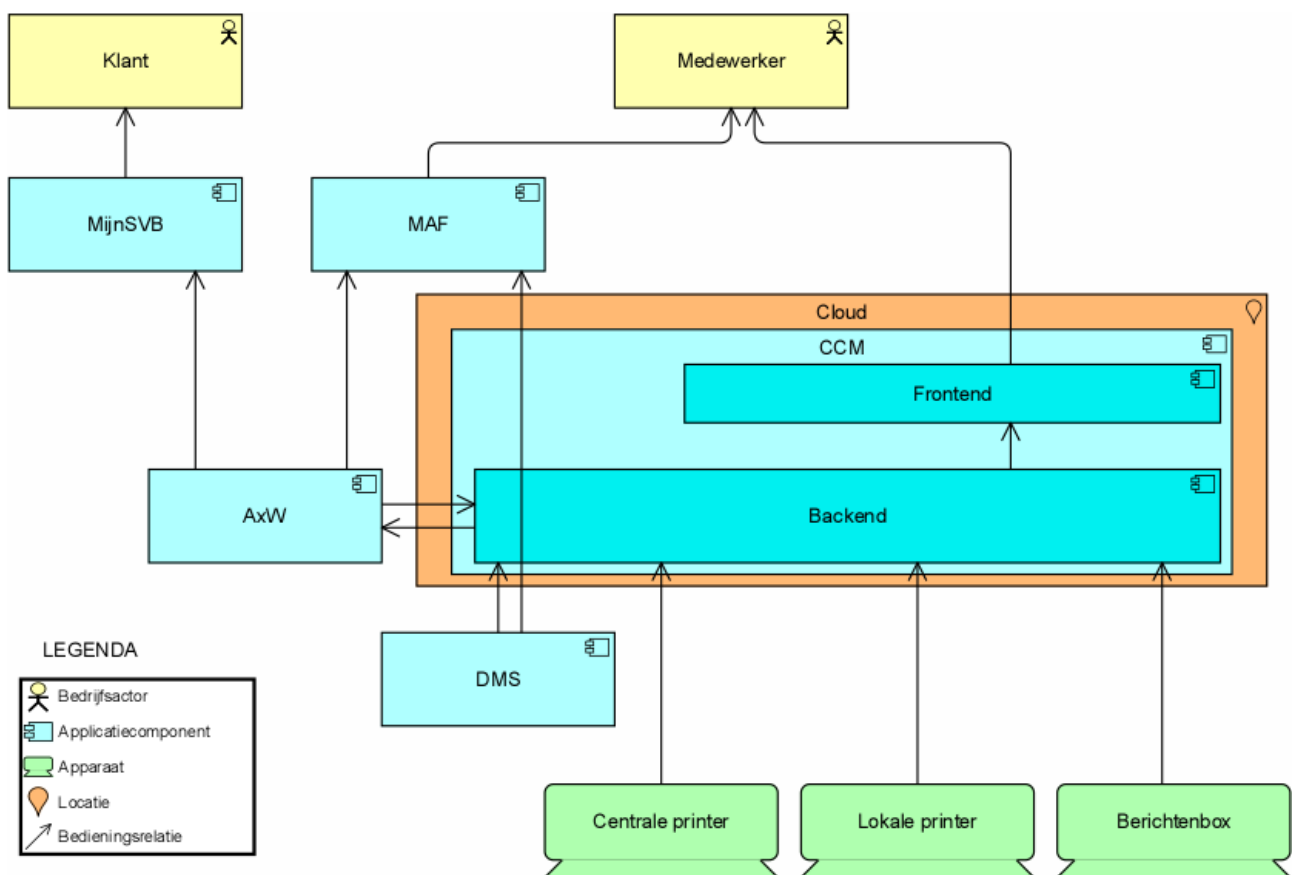 Klant
Medewerker
MijnSVB
MAF
Cloud
CCM
Frontend
AxW
Backend
DMS
LEGENDA
Bedrijfsactor
Applicatiecomponent
Apparaat
Locatie
Bedieningsrelatie
Centrale printer
Lokale printer
Berichtenbox